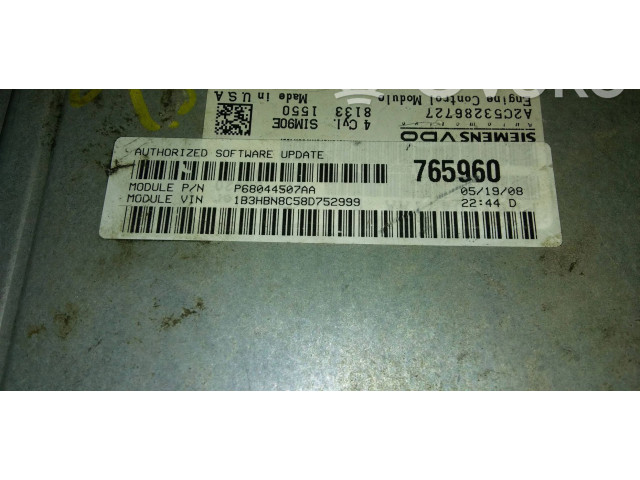 SIEMENS VDO
Automotive
A2C53286727
Engine Control Module
4 Cyl. SIM90E
8133 1550
Made in U.S.A
AUTHORIZED SOFTWARE UPDATE
765960
MODULE P/N P68044507AA 05/19/08
MODULE VIN 1B3HBN8C58D752999 22:44 D